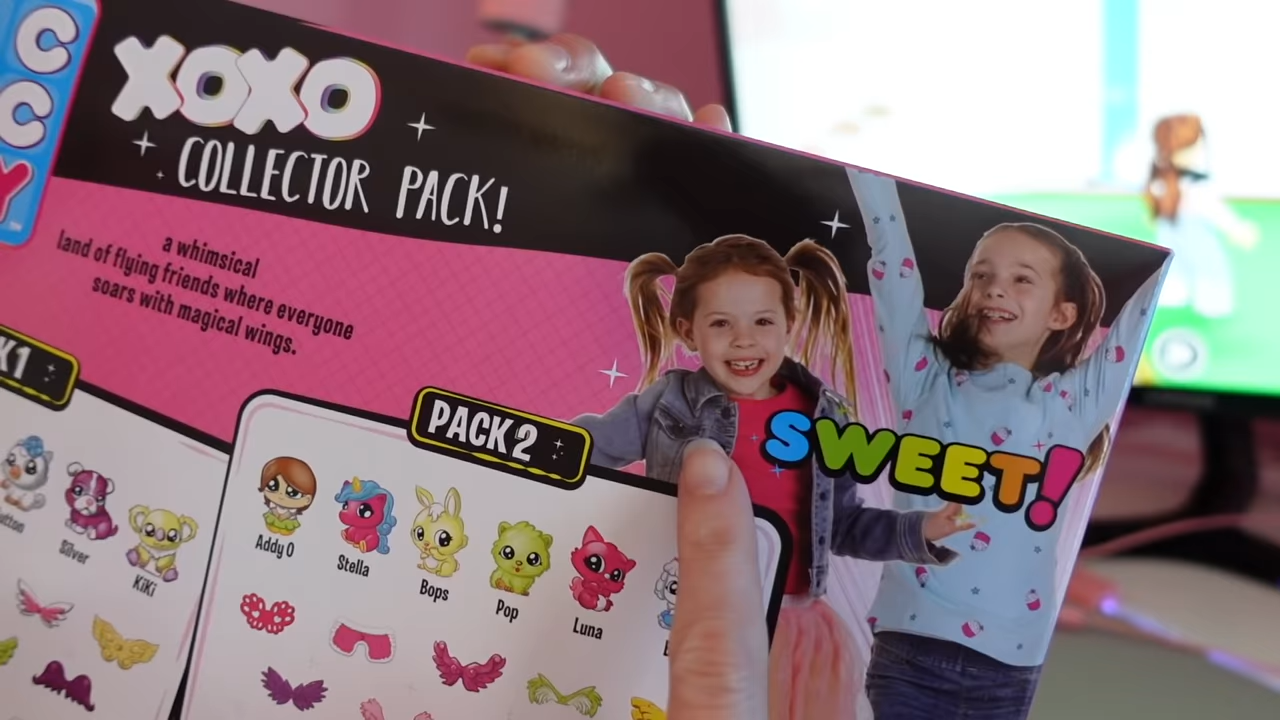 C
C
Y
XOXO
COLLECTOR PACK!
a whimsical
land of flying friends where everyone
soars with magical wings.
PACK 2
SWEET!
Silver
KiKi
Addy O
Stella
Bops
Pop
Luna